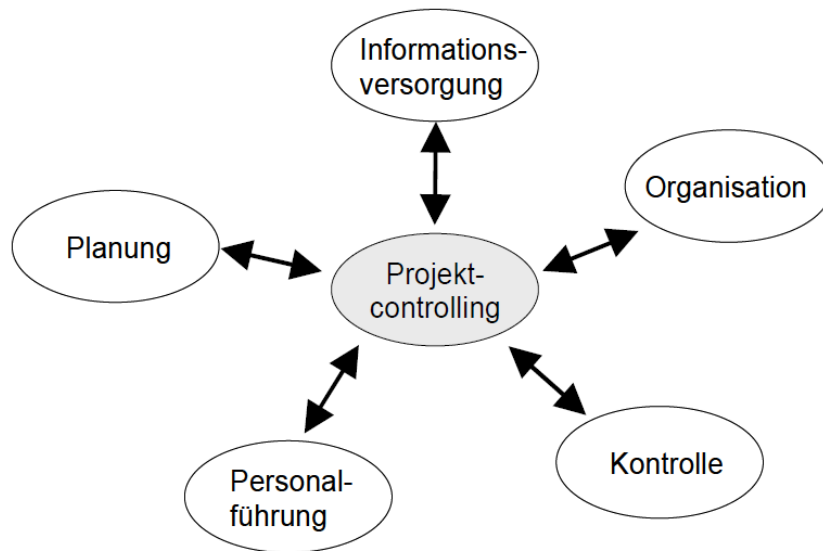 Informations-
versorgung
Organisation
Planung
Projekt-
controlling
Kontrolle
Personal-
führung